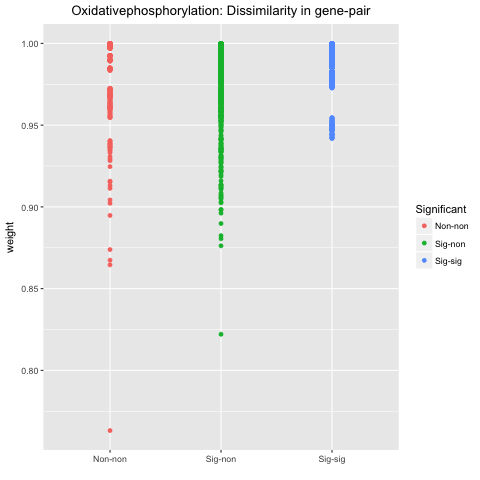 Oxidativephosphorylation: Dissimilarity in gene-pair
1.00
0.95
0.90
0.85
0.80
weight
Non-non
Sig-non
Sig-sig
Significant
Non-non
Sig-non
Sig-sig